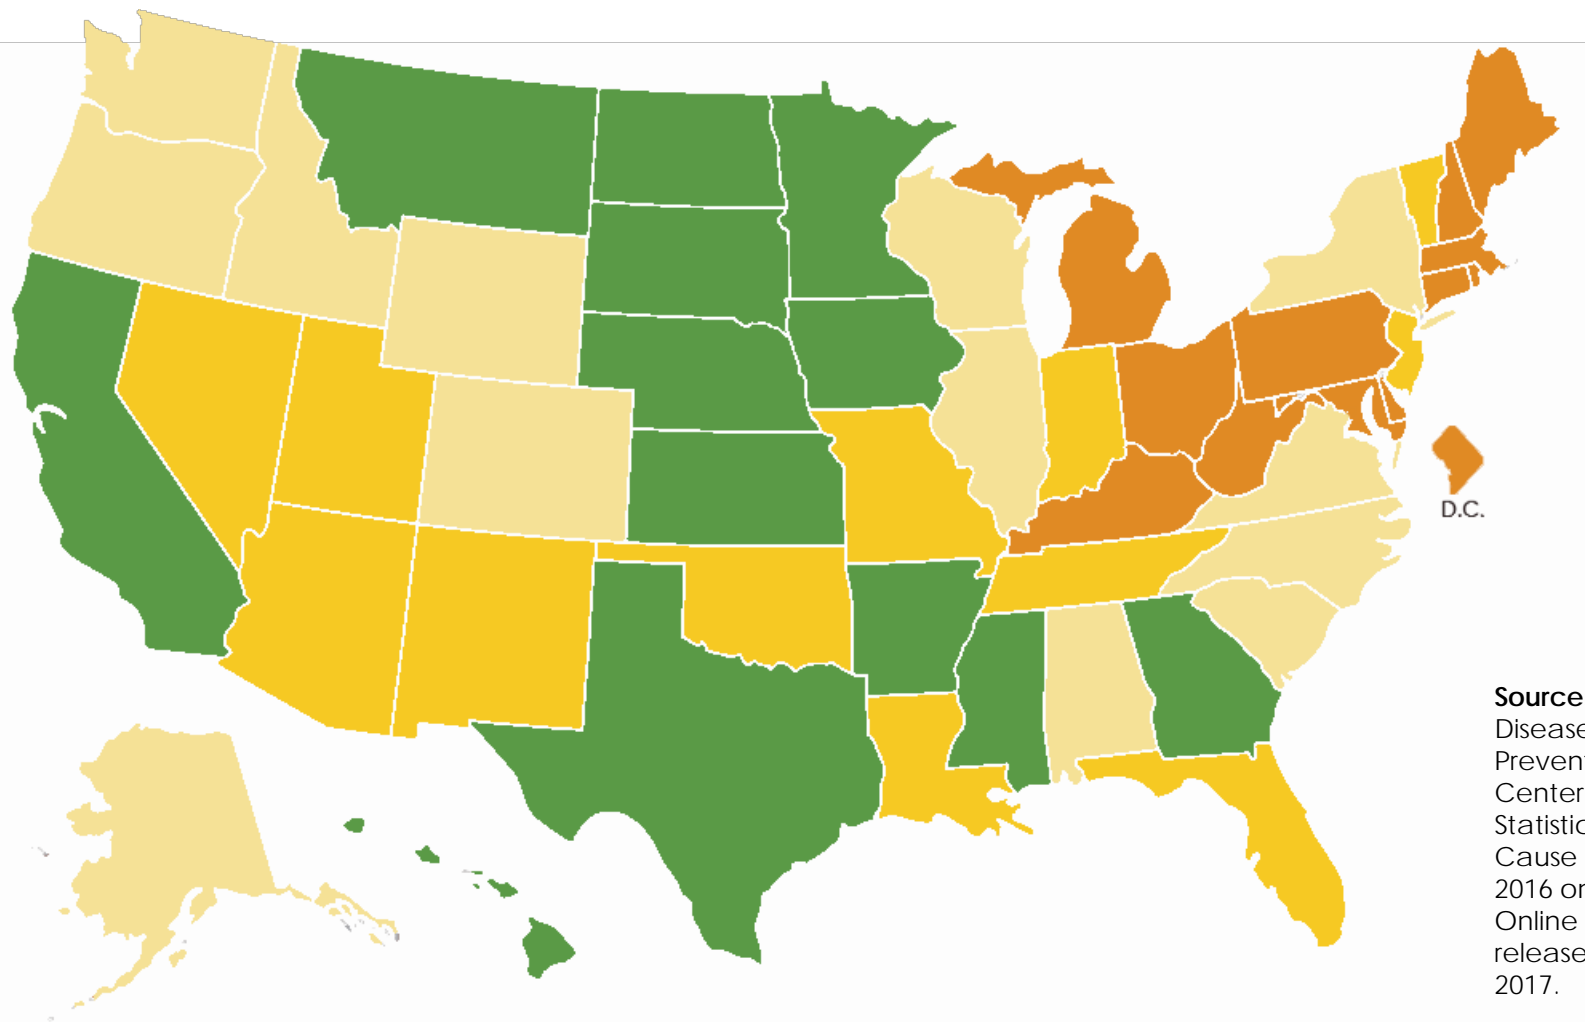 D.C.
Source
Disease
Prevent
Center
Statistic
Cause
2016 or
Online
release
2017.